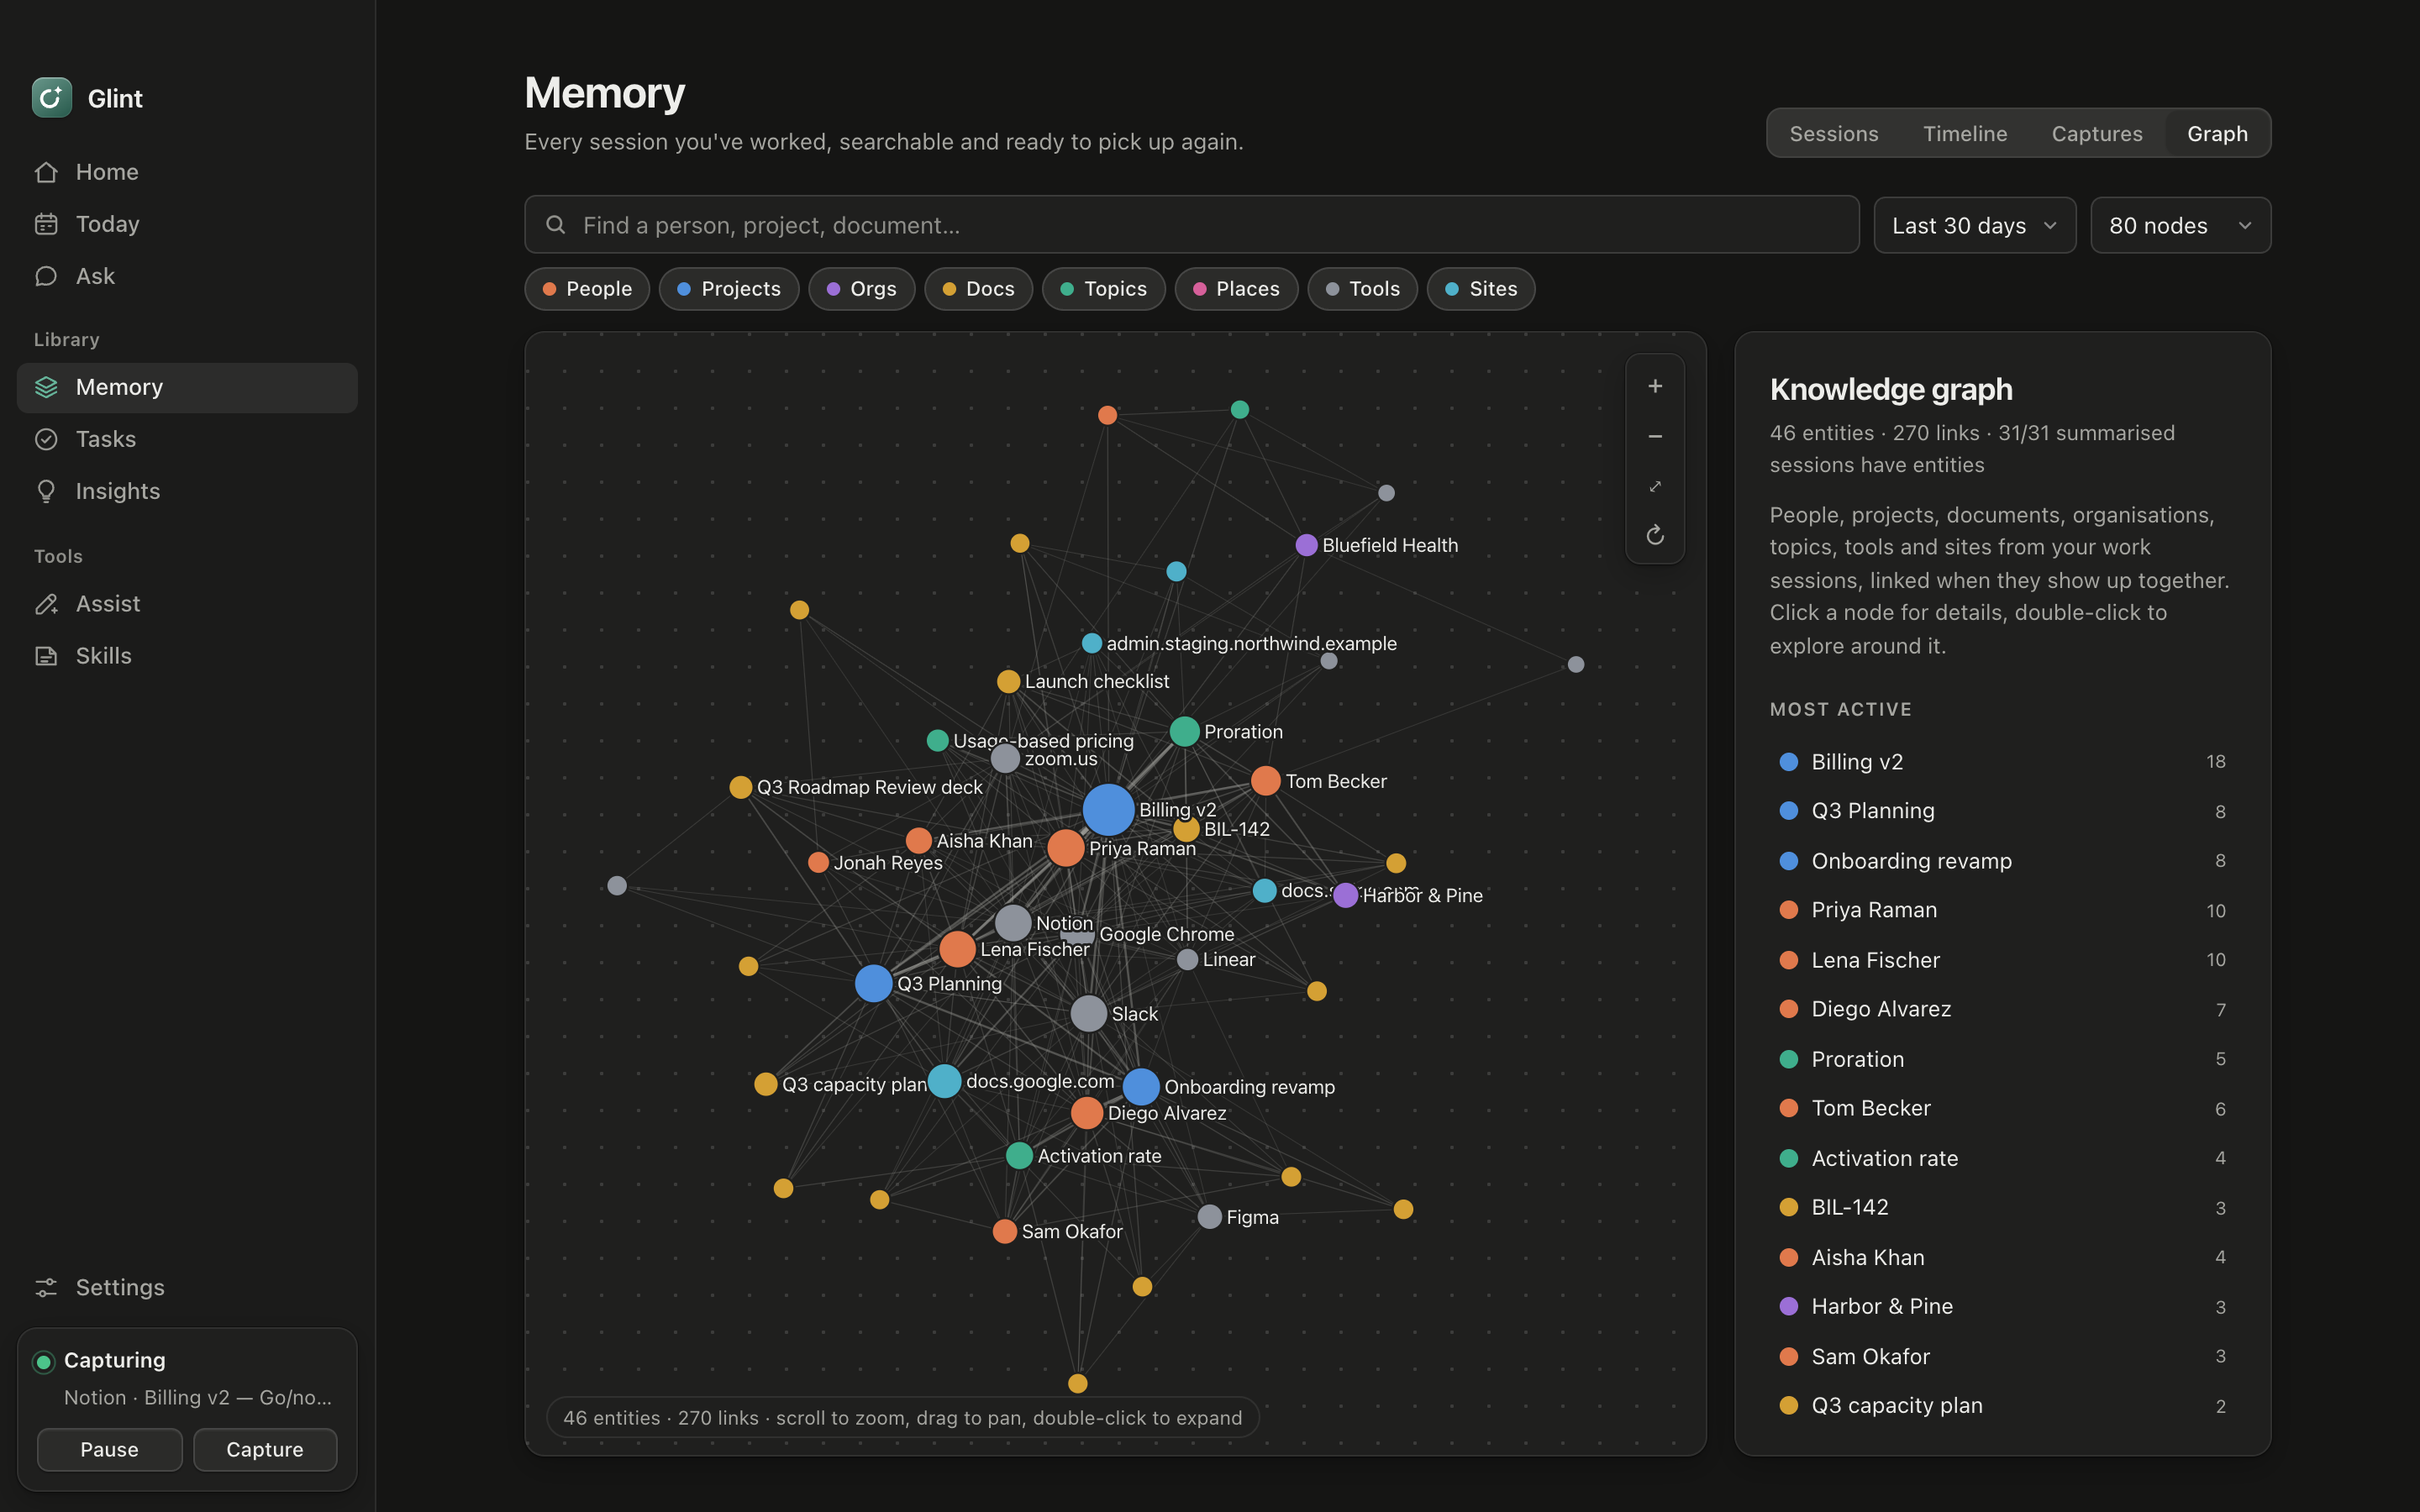 Glint
Home
Today
Ask
Library
Memory
Tasks
Insights
Tools
Assist
Skills
Settings
Capturing
Notion · Billing v2 — Go/no...
Pause
Capture
Memory
Every session you've worked, searchable and ready to pick up again.
Sessions
Timeline
Captures
Graph
Find a person, project, document...
Last 30 days
80 nodes
People
Projects
Orgs
Docs
Topics
Places
Tools
Sites
Bluefield Health
admin.staging.northwind.example
Launch checklist
Proration
Usage-based pricing
zoom.us
Tom Becker
Q3 Roadmap Review deck
Billing v2
BIL-142
Aisha Khan
Priya Raman
Jonah Reyes
Harbor & Pine
Notion
Google Chrome
Lena Fischer
Linear
Q3 Planning
Slack
Q3 capacity plan
docs.google.com
Onboarding revamp
Diego Alvarez
Activation rate
Figma
Sam Okafor
46 entities · 270 links · scroll to zoom, drag to pan, double-click to expand
Knowledge graph
46 entities · 270 links · 31/31 summarised
sessions have entities
People, projects, documents, organisations,
topics, tools and sites from your work
sessions, linked when they show up together.
Click a node for details, double-click to
explore around it.
MOST ACTIVE
Billing v2 18
Q3 Planning 8
Onboarding revamp 8
Priya Raman 10
Lena Fischer 10
Diego Alvarez 7
Proration 5
Tom Becker 6
Activation rate 4
BIL-142 3
Aisha Khan 4
Harbor & Pine 3
Sam Okafor 3
Q3 capacity plan 2